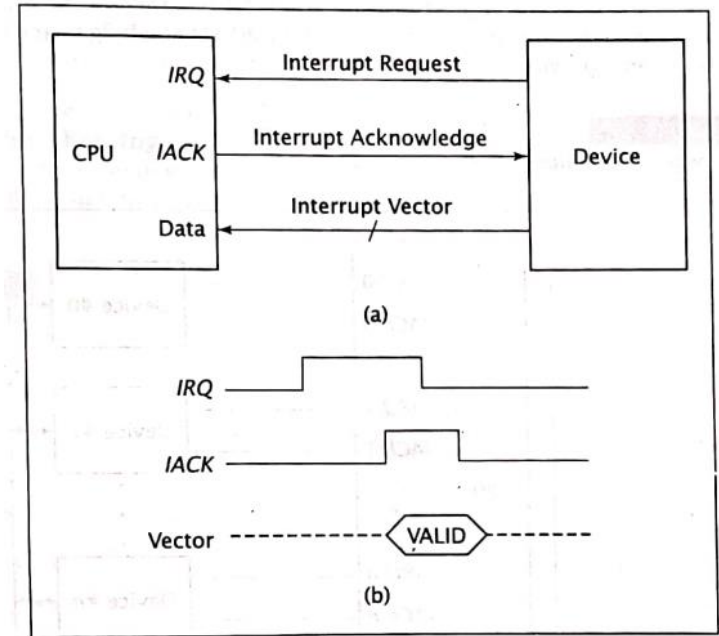 IRQ
Interrupt Request
CPU
IACK
Interrupt Acknowledge
Device
Data
Interrupt Vector
(a)
IRQ
IACK
Vector
VALID
(b)